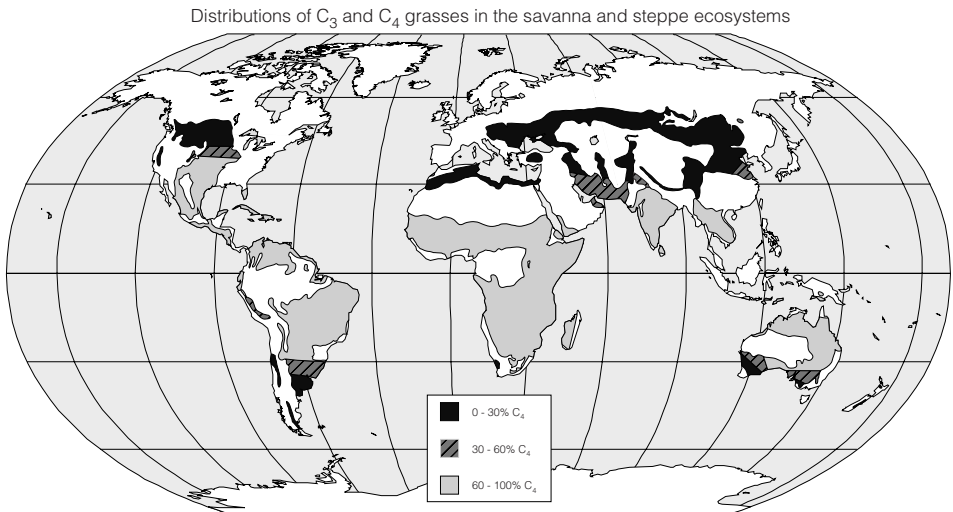 Distributions of C₃ and C₄ grasses in the savanna and steppe ecosystems
0 - 30% C₄
30 - 60% C₄
60 - 100% C₄